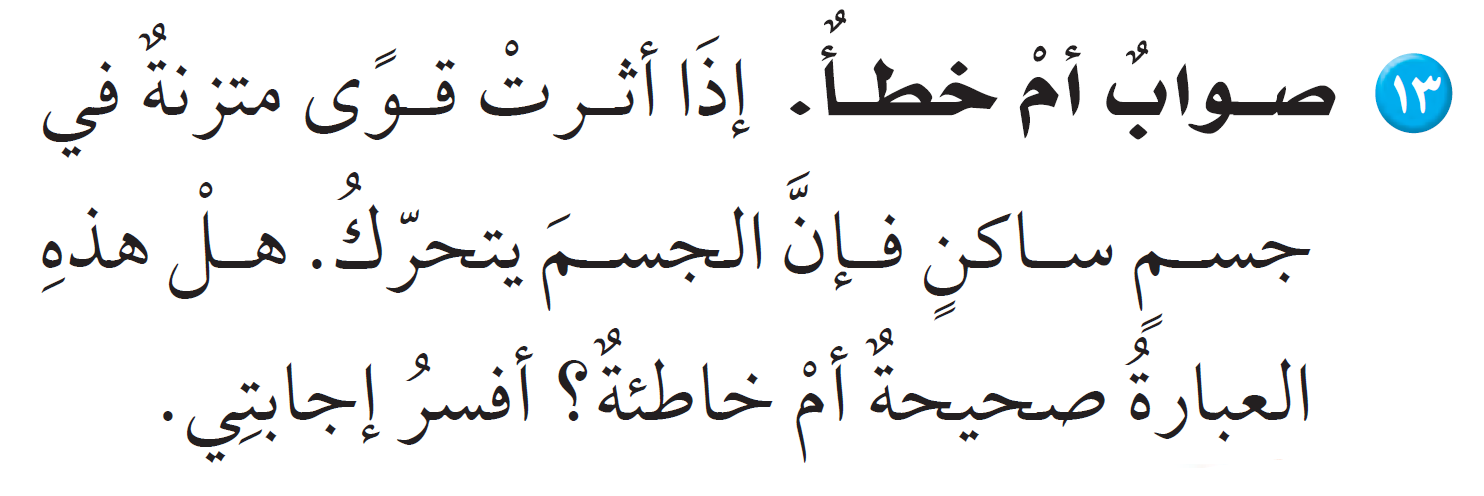 ١٣ صوابٌ أمْ خطأٌ. إذَا أثرتْ قوًى متزنةٌ في
جسمٍ ساكنٍ فإنَّ الجسمَ يتحرّكُ. هلْ هذهِ
العبارةُ صحيحةٌ أمْ خاطئةٌ؟ أفسرُ إجابتِي.